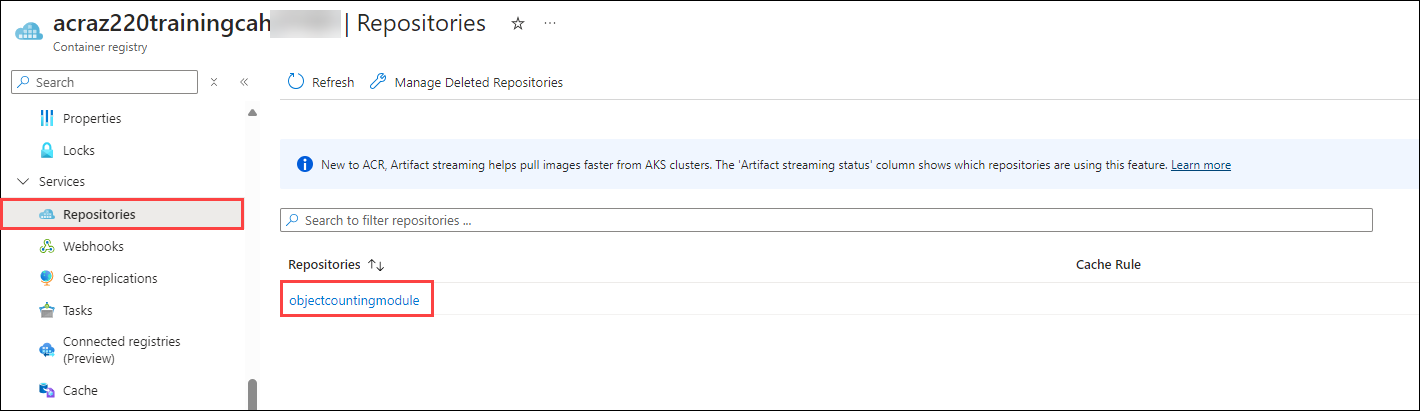 acraz220trainingcah | Repositories
Container registry
Search
Refresh
Manage Deleted Repositories
Properties
Locks
Services
Repositories
Webhooks
Geo-replications
Tasks
Connected registries
(Preview)
Cache
New to ACR, Artifact streaming helps pull images faster from AKS clusters. The 'Artifact streaming status' column shows which repositories are using this feature. Learn more
Search to filter repositories ...
Repositories
Cache Rule
objectcountingmodule